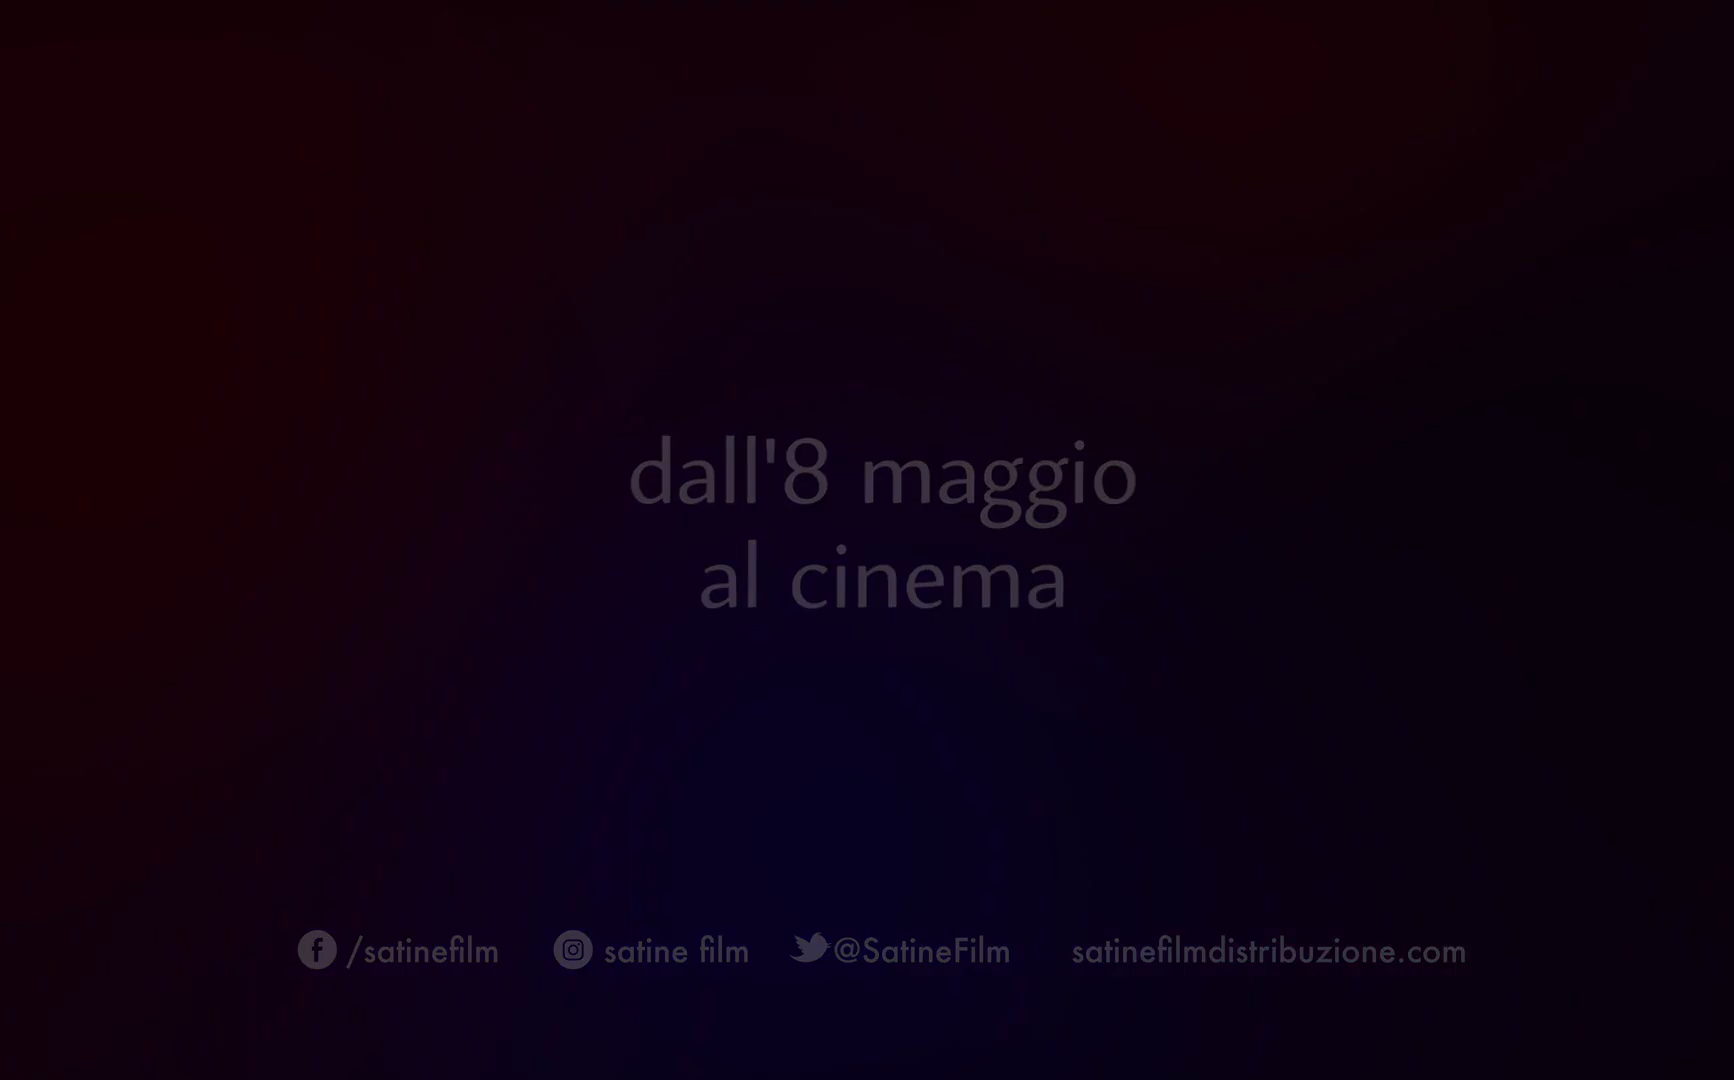 dall'8 maggio
al cinema
/satinefilm satine film @SatineFilm satinefilmdistribuzione.com